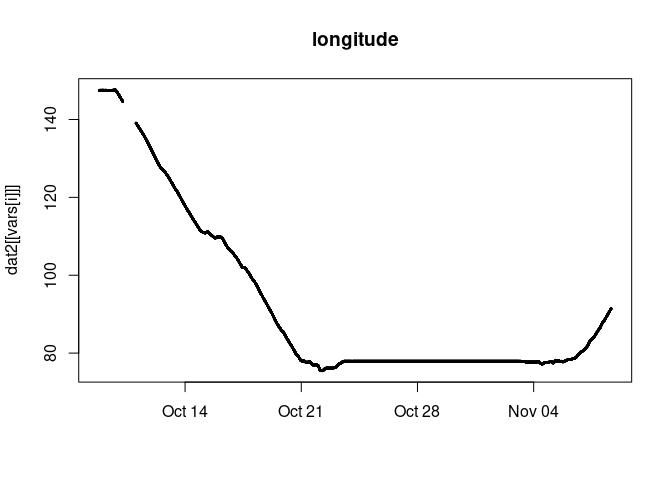 longitude
dat2[[vars[i]]]
140
120
100
80
Oct 14
Oct 21
Oct 28
Nov 04